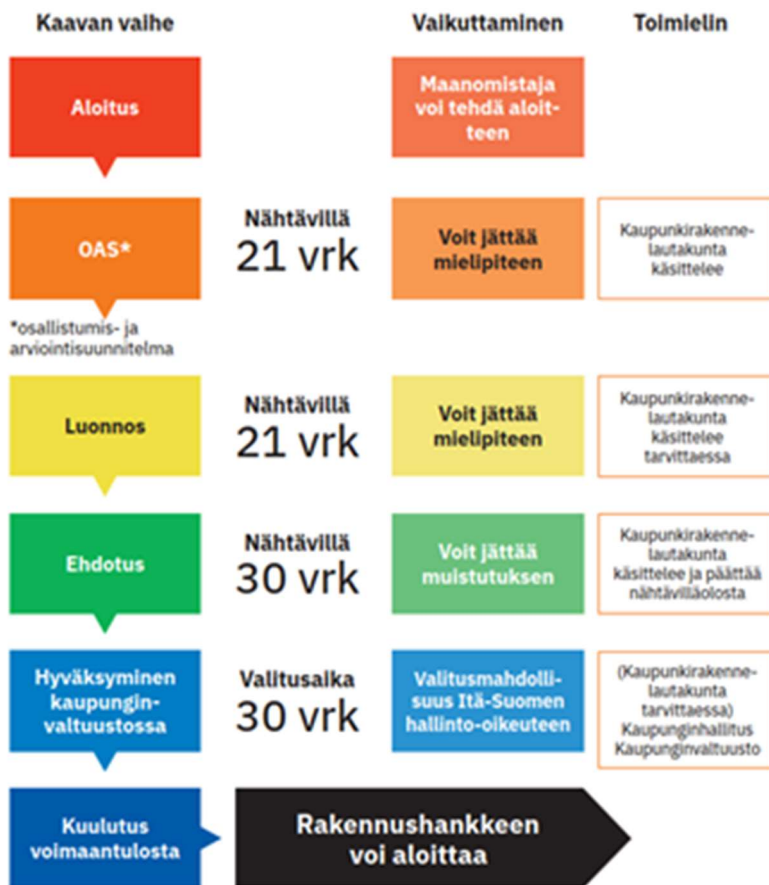 Kaavan vaihe
Vaikuttaminen
Toimielin
Aloitus
Maanomistaja
voi tehdä aloit-
teen
OAS*
Nähtävillä
21 vrk
Voit jättää
mielipiteen
Kaupunkirakenne-
lautakunta
käsittelee
*osallistumis- ja
arviointisuunnitelma
Luonnos
Nähtävillä
21 vrk
Voit jättää
mielipiteen
Kaupunkirakenne-
lautakunta
käsittelee
tarvittaessa
Ehdotus
Nähtävillä
30 vrk
Voit jättää
muistutuksen
Kaupunkirakenne-
lautakunta
käsittelee ja päättää
nähtävilläolosta
Hyväksyminen
kaupungin-
valtuustossa
Valitusaika
30 vrk
Valitusmahdolli-
suus Itä-Suomen
hallinto-oikeuteen
(Kaupunkirakenne-
lautakunta
tarvittaessa)
Kaupunginhallitus
Kaupunginvaltuusto
Kuulutus
voimaantulosta
Rakennushankkeen
voi aloittaa